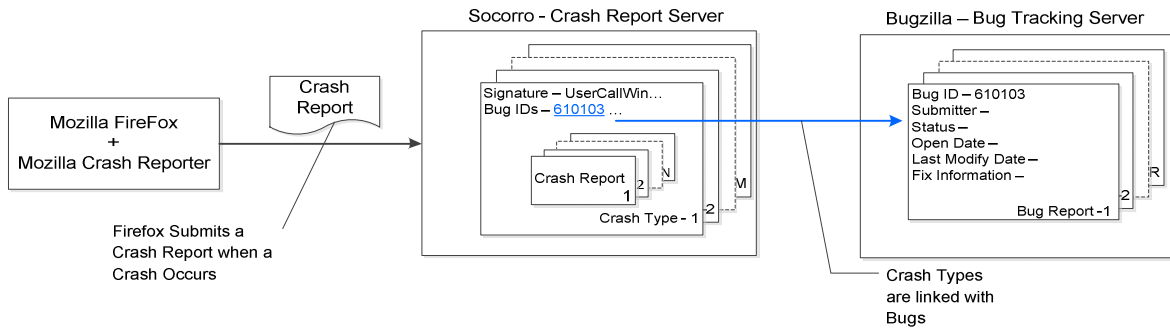 Socorro - Crash Report Server
Bugzilla – Bug Tracking Server
Mozilla FireFox
+
Mozilla Crash Reporter
Crash
Report
Firefox Submits a
Crash Report when a
Crash Occurs
Signature – UserCallWin...
Bug IDs – 610103 ...
Crash Report
1
2
N
Crash Type - 1
-2
M
Bug ID – 610103
Submitter –
Status –
Open Date –
Last Modify Date –
Fix Information –
Bug Report -1
-2
R
Crash Types
are linked with
Bugs